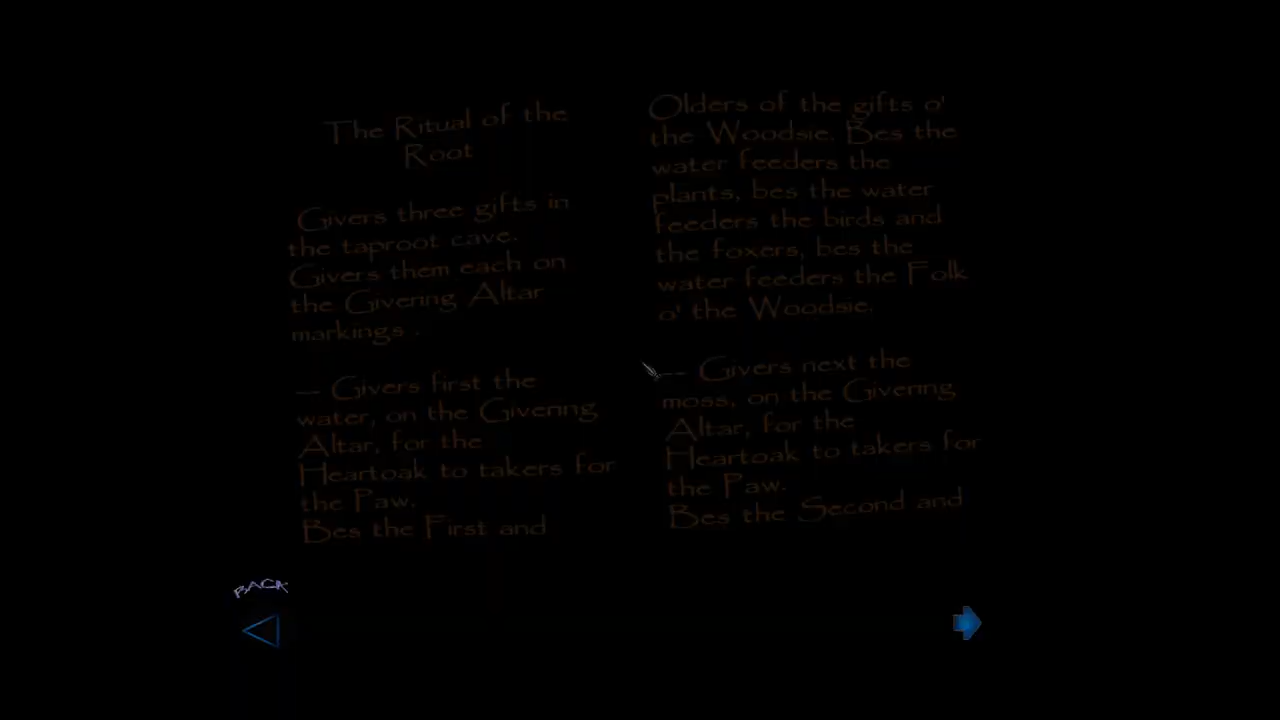 The Ritual of the
Root
Givers three gifts in
the taproot cave.
Givers them each on
the Givering Altar
markings .
— Givers first the
water, on the Givering
Altar, for the
Heartoak to takers for
the Paw.
Bes the First and
Olders of the gifts o'
the Woodsie. Bes the
water feeders the
plants, bes the water
feeders the birds and
the foxers, bes the
water feeders the Folk
o' the Woodsie.
— Givers next the
moss, on the Givering
Altar, for the
Heartoak to takers for
the Paw.
Bes the Second and
BACK